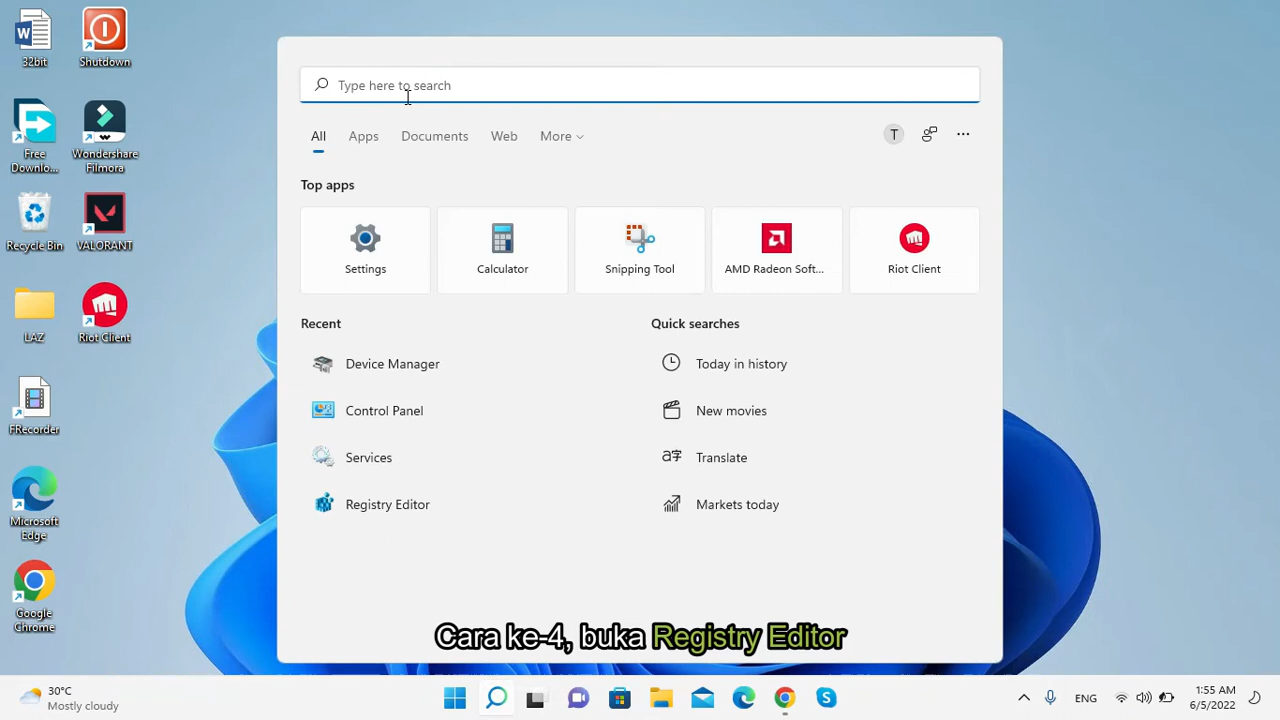 32bit
Shutdown
Free
Downlo...
Wondershare
Filmora
Recycle Bin
VALORANT
LAZ
Riot Client
FRecorder
Microsoft
Edge
Google
Chrome
Type here to search
All Apps Documents Web More
T
Top apps
Settings
Calculator
Snipping Tool
AMD Radeon Soft...
Riot Client
Recent
Device Manager
Control Panel
Services
Registry Editor
Quick searches
Today in history
New movies
Translate
Markets today
Cara ke-4, buka Registry Editor
30°C
Mostly cloudy
ENG
1:55 AM
6/5/2022